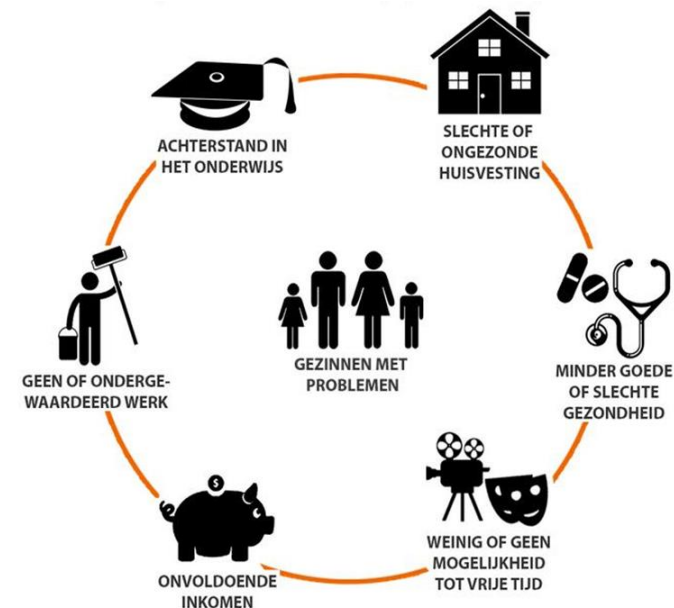 ACHTERSTAND IN
HET ONDERWIJS
SLECHTE OF
ONGEZONDE
HUISVESTING
GEZINNEN MET
PROBLEMEN
MINDER GOEDE
OF SLECHTE
GEZONDHEID
GEEN OF ONDERGE-
WAARDEERD WERK
$
WEINIG OF GEEN
MOGELIJKHEID
TOT VRIJE TIJD
ONVOLDOENDE
INKOMEN